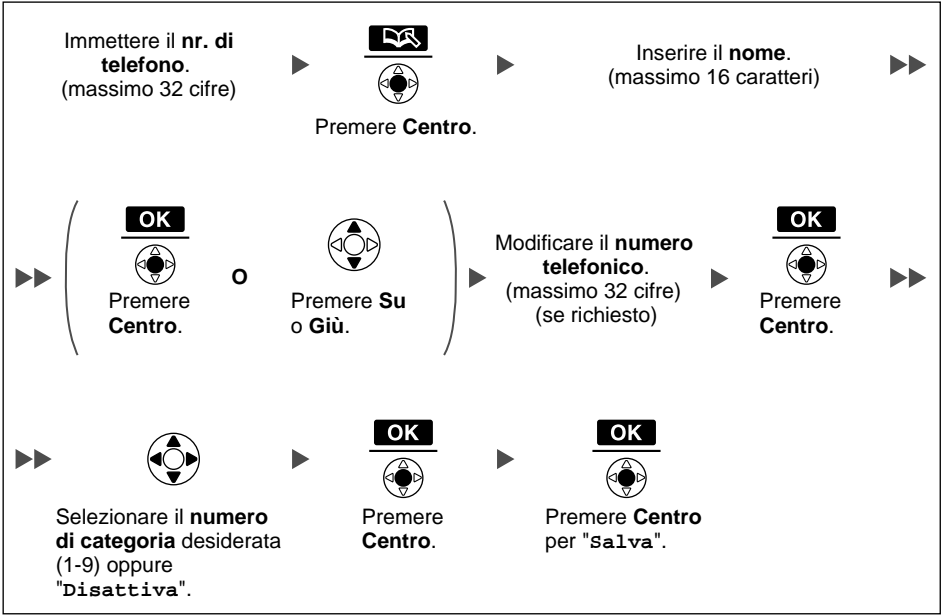 Immettere il nr. di
telefono.
(massimo 32 cifre)
Premere Centro.
Inserire il nome.
(massimo 16 caratteri)
OK
Premere
Centro.
O
Premere Su
o Giù.
Modificare il numero
telefonico.
(massimo 32 cifre)
(se richiesto)
OK
Premere
Centro.
Selezionare il numero
di categoria desiderata
(1-9) oppure
"Disattiva".
OK
Premere
Centro.
OK
Premere Centro
per "Salva".